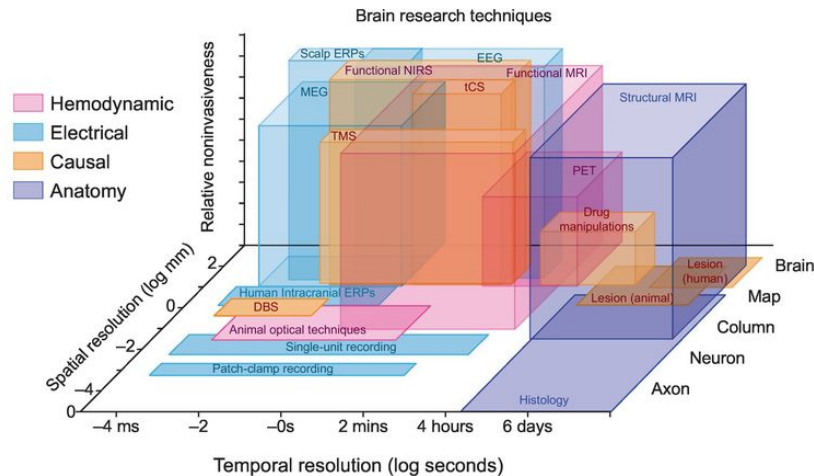 Brain research techniques
Hemodynamic
Electrical
Causal
Anatomy
Relative noninvasiveness
Scalp ERPs
EEG
Functional NIRS
Functional MRI
MEG
tCS
Structural MRI
TMS
PET
Drug
manipulations
Lesion
(human)
Lesion (animal)
Human Intracranial ERPs
DBS
Animal optical techniques
Single-unit recording
Patch-clamp recording
Histology
Brain
Map
Column
Neuron
Axon
Spatial resolution (log mm)
2
0
–2
–4
0
–4 ms
–2
–0s
2 mins
4 hours
6 days
Temporal resolution (log seconds)